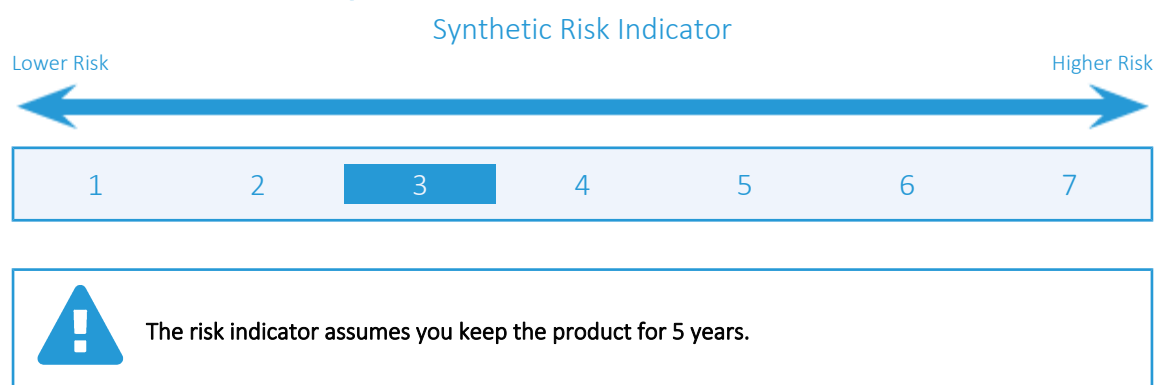 Synthetic Risk Indicator
Lower Risk Higher Risk
1 2 3 4 5 6 7
The risk indicator assumes you keep the product for 5 years.